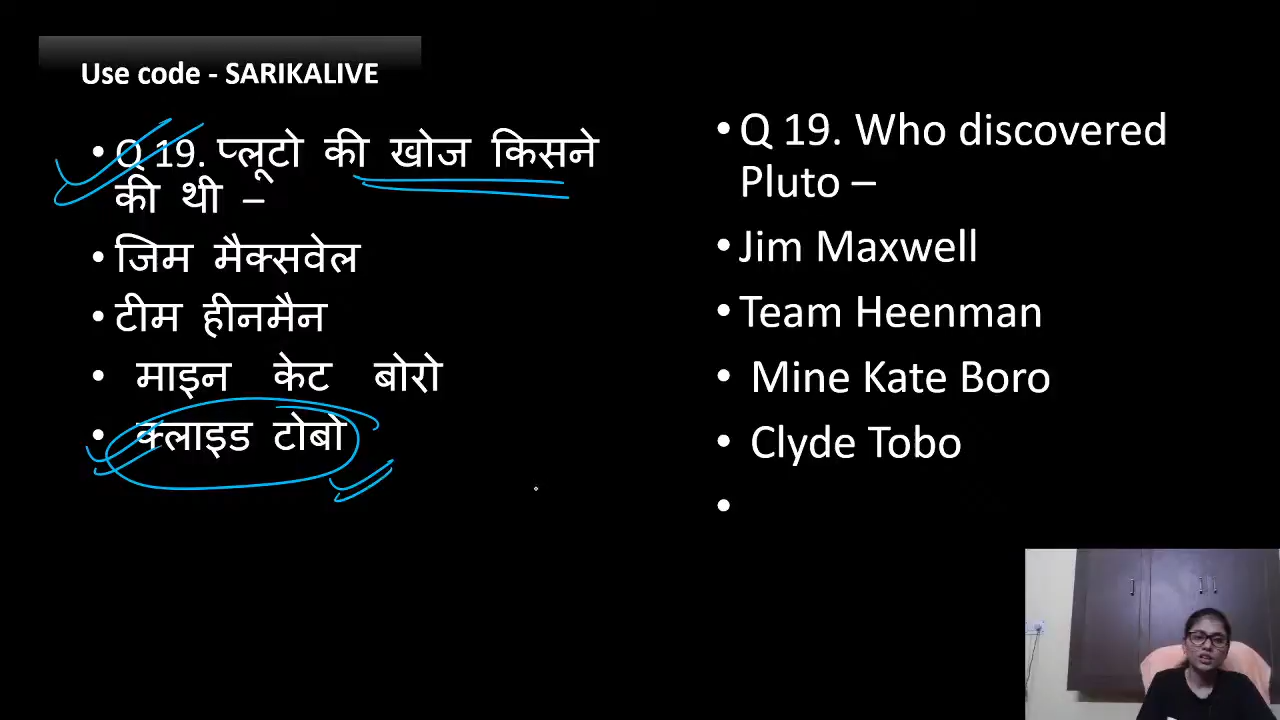 Use code - SARIKALIVE
• Q 19. प्लूटो की खोज किसने
की थी –
• जिम मैक्सवेल
• टीम हीनमैन
• माइन केट बोरो
• क्लाइड टोबो
• Q 19. Who discovered
Pluto –
• Jim Maxwell
• Team Heenman
• Mine Kate Boro
• Clyde Tobo
•